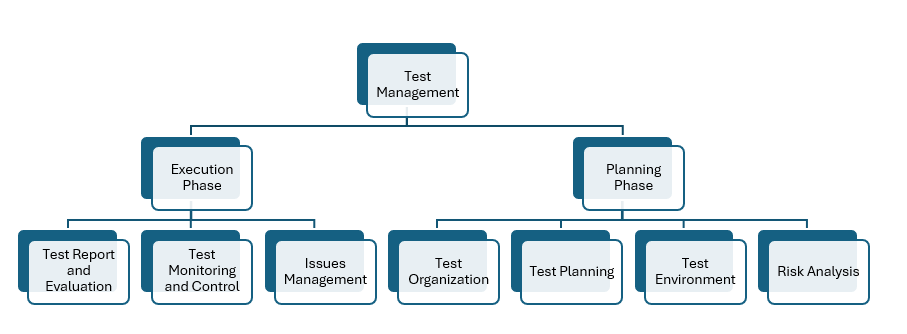 Test
Management
Execution
Phase
Planning
Phase
Test Report
and
Evaluation
Test
Monitoring
and Control
Issues
Management
Test
Organization
Test Planning
Test
Environment
Risk Analysis